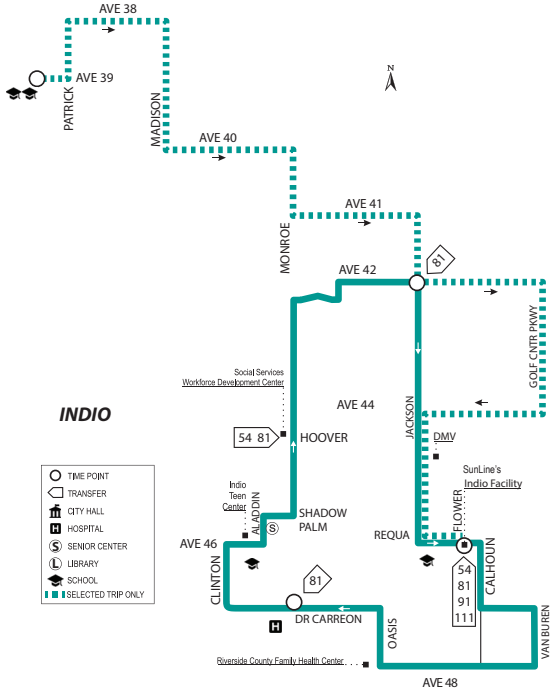 AVE 38
N
AVE 39
PATRICK
MADISON
AVE 40
AVE 41
MONROE
81
AVE 42
GOLF CNTR PKWY
Social Services
Workforce Development Center
AVE 44
JACKSON
INDIO
54 81
HOOVER
DMV
SunLine's
Indio Facility
TIME POINT
TRANSFER
CITY HALL
H HOSPITAL
S SENIOR CENTER
L LIBRARY
SCHOOL
SELECTED TRIP ONLY
Indio
Teen
Center
ALADDIN
SHADOW
PALM
S
FLOWER
REQUA
AVE 46
CLINTON
CALHOUN
54
81
91
111
81
DR CARREON
H
OASIS
VAN BUREN
Riverside County Family Health Center
AVE 48